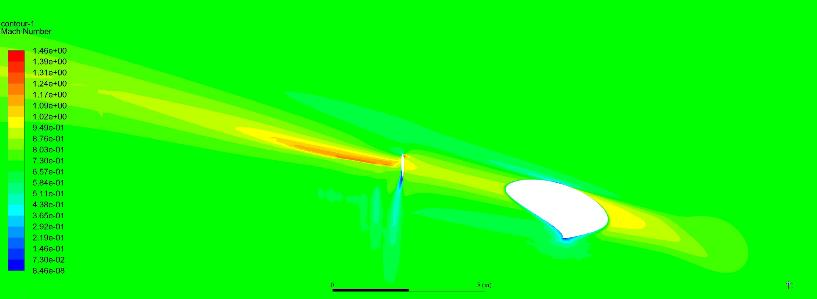 contour-1
Mach Number
1.46e+00
1.39e+00
1.31e+00
1.24e+00
1.17e+00
1.09e+00
1.02e+00
9.49e-01
8.76e-01
8.03e-01
7.30e-01
6.57e-01
5.84e-01
5.11e-01
4.38e-01
3.65e-01
2.92e-01
2.19e-01
1.46e-01
7.30e-02
6.46e-08
0 5 (m)